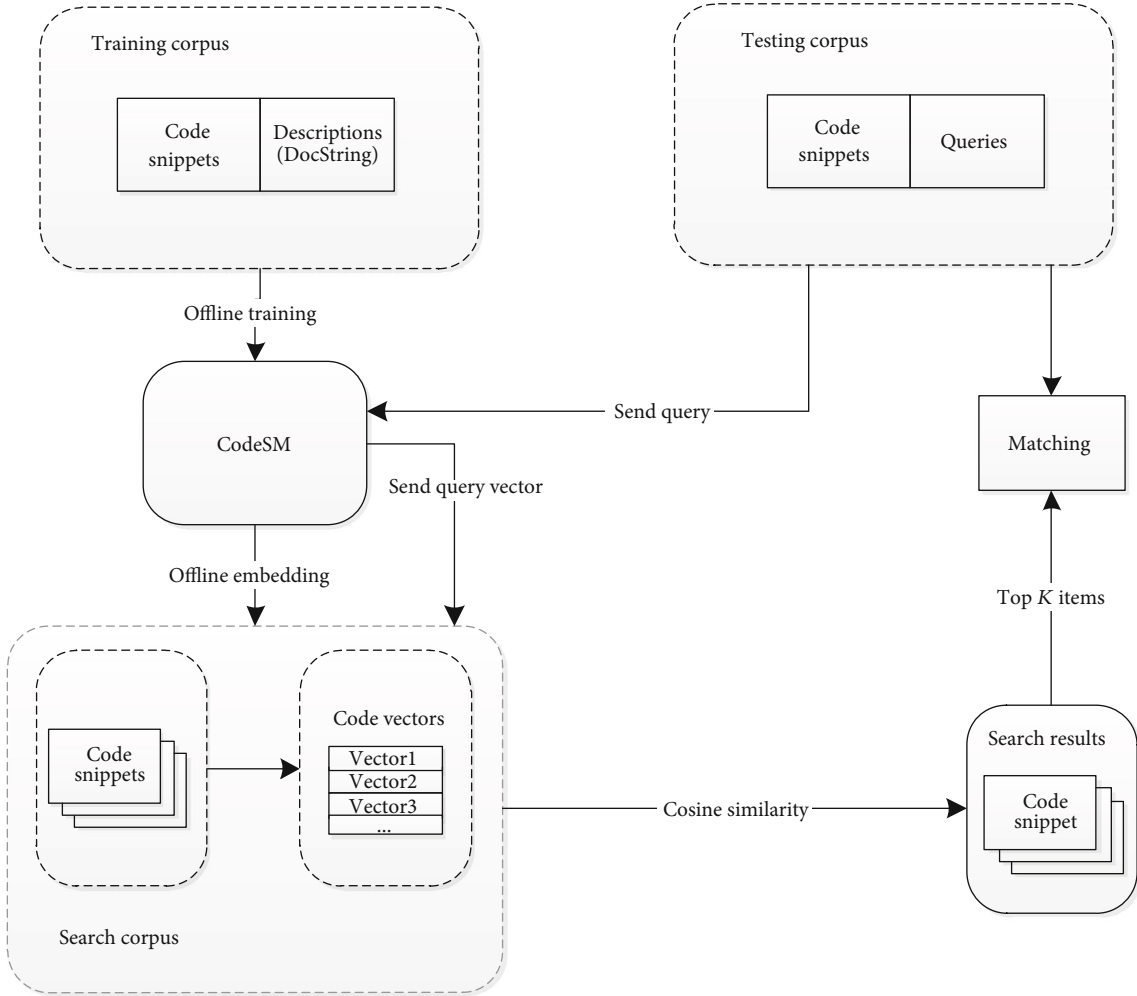 Training corpus
Code
snippets
Descriptions
(DocString)
Testing corpus
Code
snippets
Queries
Offline training
CodeSM
Send query
Matching
Send query vector
Offline embedding
Top K items
Code
snippets
Code vectors
Vector1
Vector2
Vector3
...
Search corpus
Cosine similarity
Search results
Code
snippet